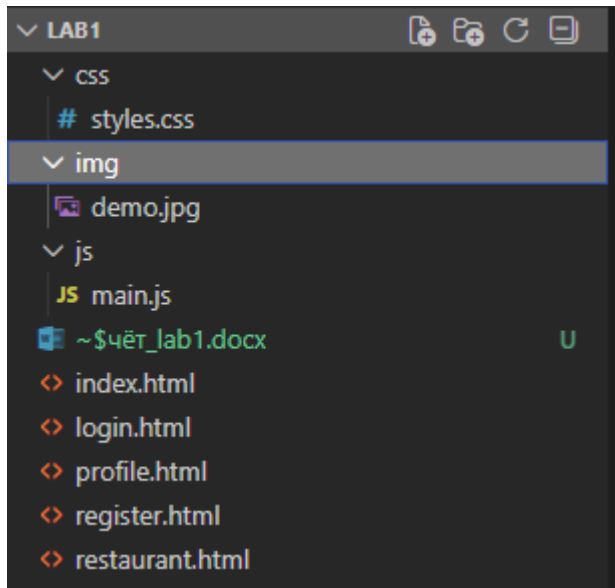 LAB1
css
# styles.css
img
demo.jpg
js
JS main.js
~$чёт_lab1.docx U
<> index.html
<> login.html
<> profile.html
<> register.html
<> restaurant.html